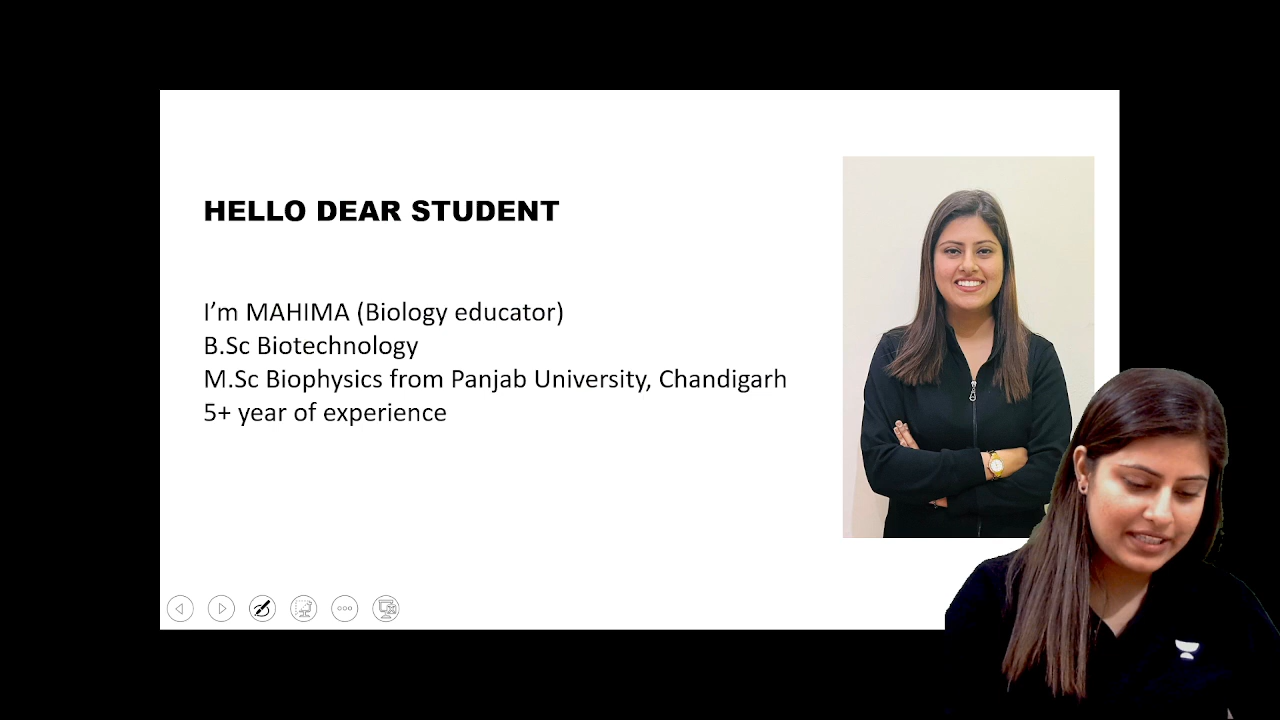 HELLO DEAR STUDENT
I’m MAHIMA (Biology educator)
B.Sc Biotechnology
M.Sc Biophysics from Panjab University, Chandigarh
5+ year of experience